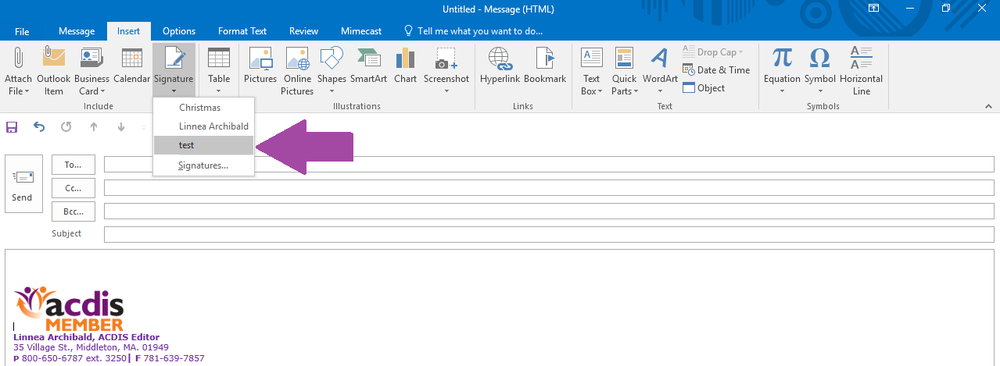 Untitled - Message (HTML)
File Message Insert Options Format Text Review Mimecast Tell me what you want to do...
Attach File Outlook Item Business Card Calendar Signature Table Pictures Online Pictures Shapes SmartArt Chart Screenshot Hyperlink Bookmark Text Box Quick Parts WordArt Drop Cap Date & Time Object Equation Symbol Horizontal Line
Include Illustrations Links Text Symbols
Christmas
Linnea Archibald
test
Signatures...
Send
To...
Cc...
Bcc...
Subject
acdis
MEMBER
Linnea Archibald, ACDIS Editor
35 Village St., Middleton, MA. 01949
P 800-650-6787 ext. 3250| F 781-639-7857